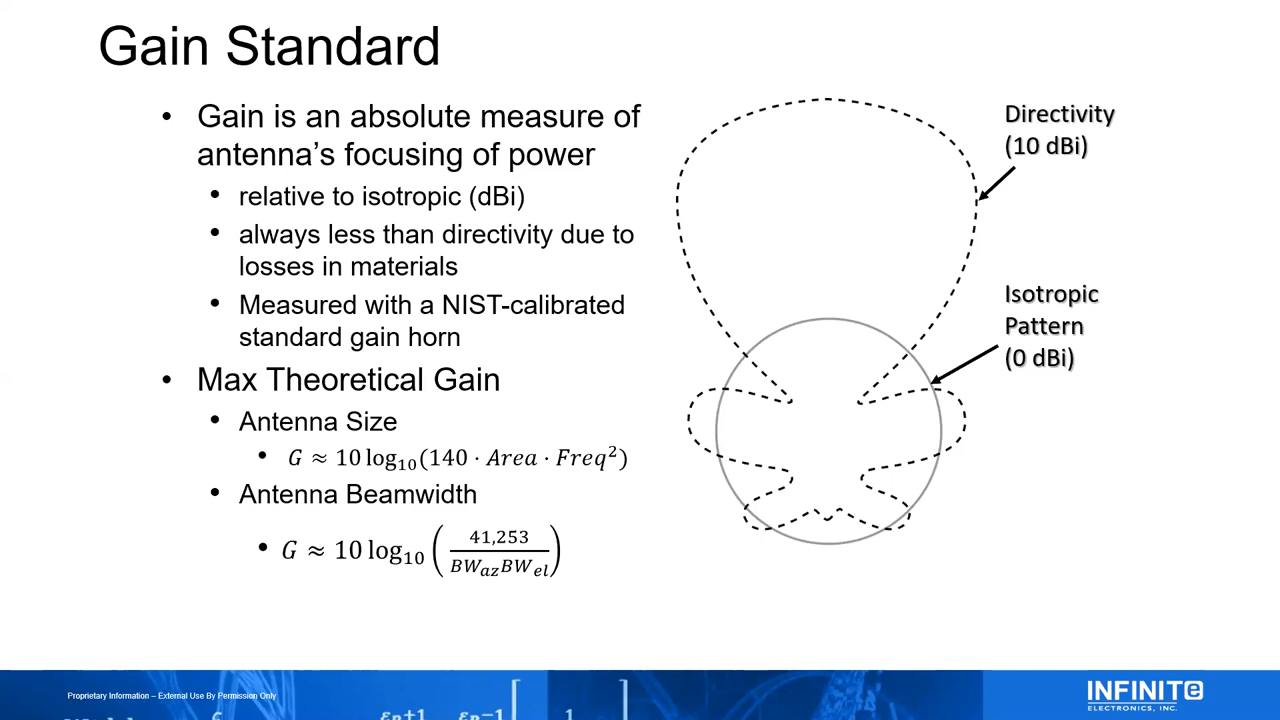 Gain Standard
• Gain is an absolute measure of
antenna’s focusing of power
• relative to isotropic (dBi)
• always less than directivity due to
losses in materials
• Measured with a NIST-calibrated
standard gain horn
• Max Theoretical Gain
• Antenna Size
• G ≈ 10 log₁₀(140 · Area · Freq²)
• Antenna Beamwidth
• G ≈ 10 log₁₀(41,253 / BW_az BW_el)
Directivity
(10 dBi)
Isotropic
Pattern
(0 dBi)
Proprietary Information – External Use By Permission Only
INFINITe
ELECTRONICS, INC.